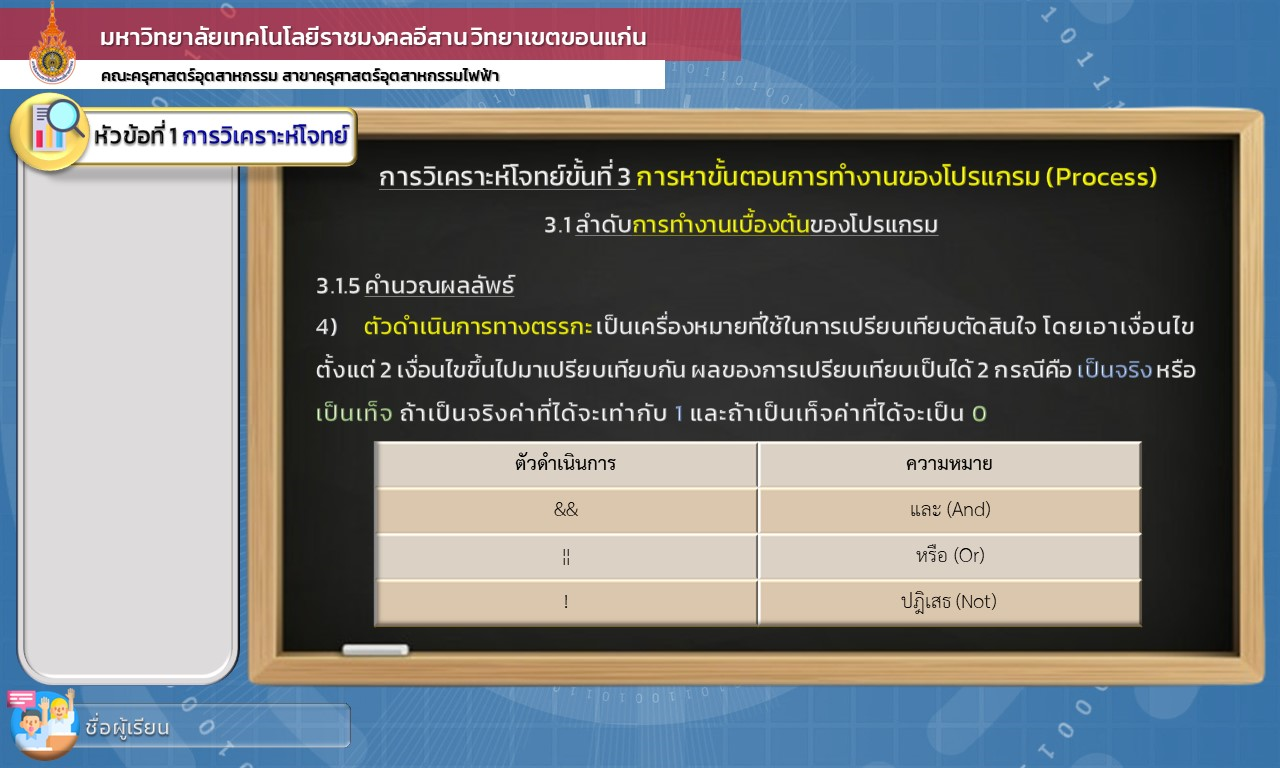 มหาวิทยาลัยเทคโนโลยีราชมงคลอีสาน วิทยาเขตขอนแก่น
คณะครุศาสตร์อุตสาหกรรม สาขาครุศาสตร์อุตสาหกรรมไฟฟ้า
หัวข้อที่ 1 การวิเคราะห์โจทย์
การวิเคราะห์โจทย์ขั้นที่ 3 การหาขั้นตอนการทำงานของโปรแกรม (Process)
3.1 ลำดับการทำงานเบื้องต้นของโปรแกรม
3.1.5 คำนวณผลลัพธ์
4) ตัวดำเนินการทางตรรกะ เป็นเครื่องหมายที่ใช้ในการเปรียบเทียบตัดสินใจ โดยเอาเงื่อนไข
ตั้งแต่ 2 เงื่อนไขขึ้นไปมาเปรียบเทียบกัน ผลของการเปรียบเทียบเป็นได้ 2 กรณีคือ เป็นจริง หรือ
เป็นเท็จ ถ้าเป็นจริงค่าที่ได้จะเท่ากับ 1 และถ้าเป็นเท็จค่าที่ได้จะเป็น 0
ตัวดำเนินการ ความหมาย
&& และ (And)
¦¦ หรือ (Or)
! ปฎิเสธ (Not)
ชื่อผู้เรียน